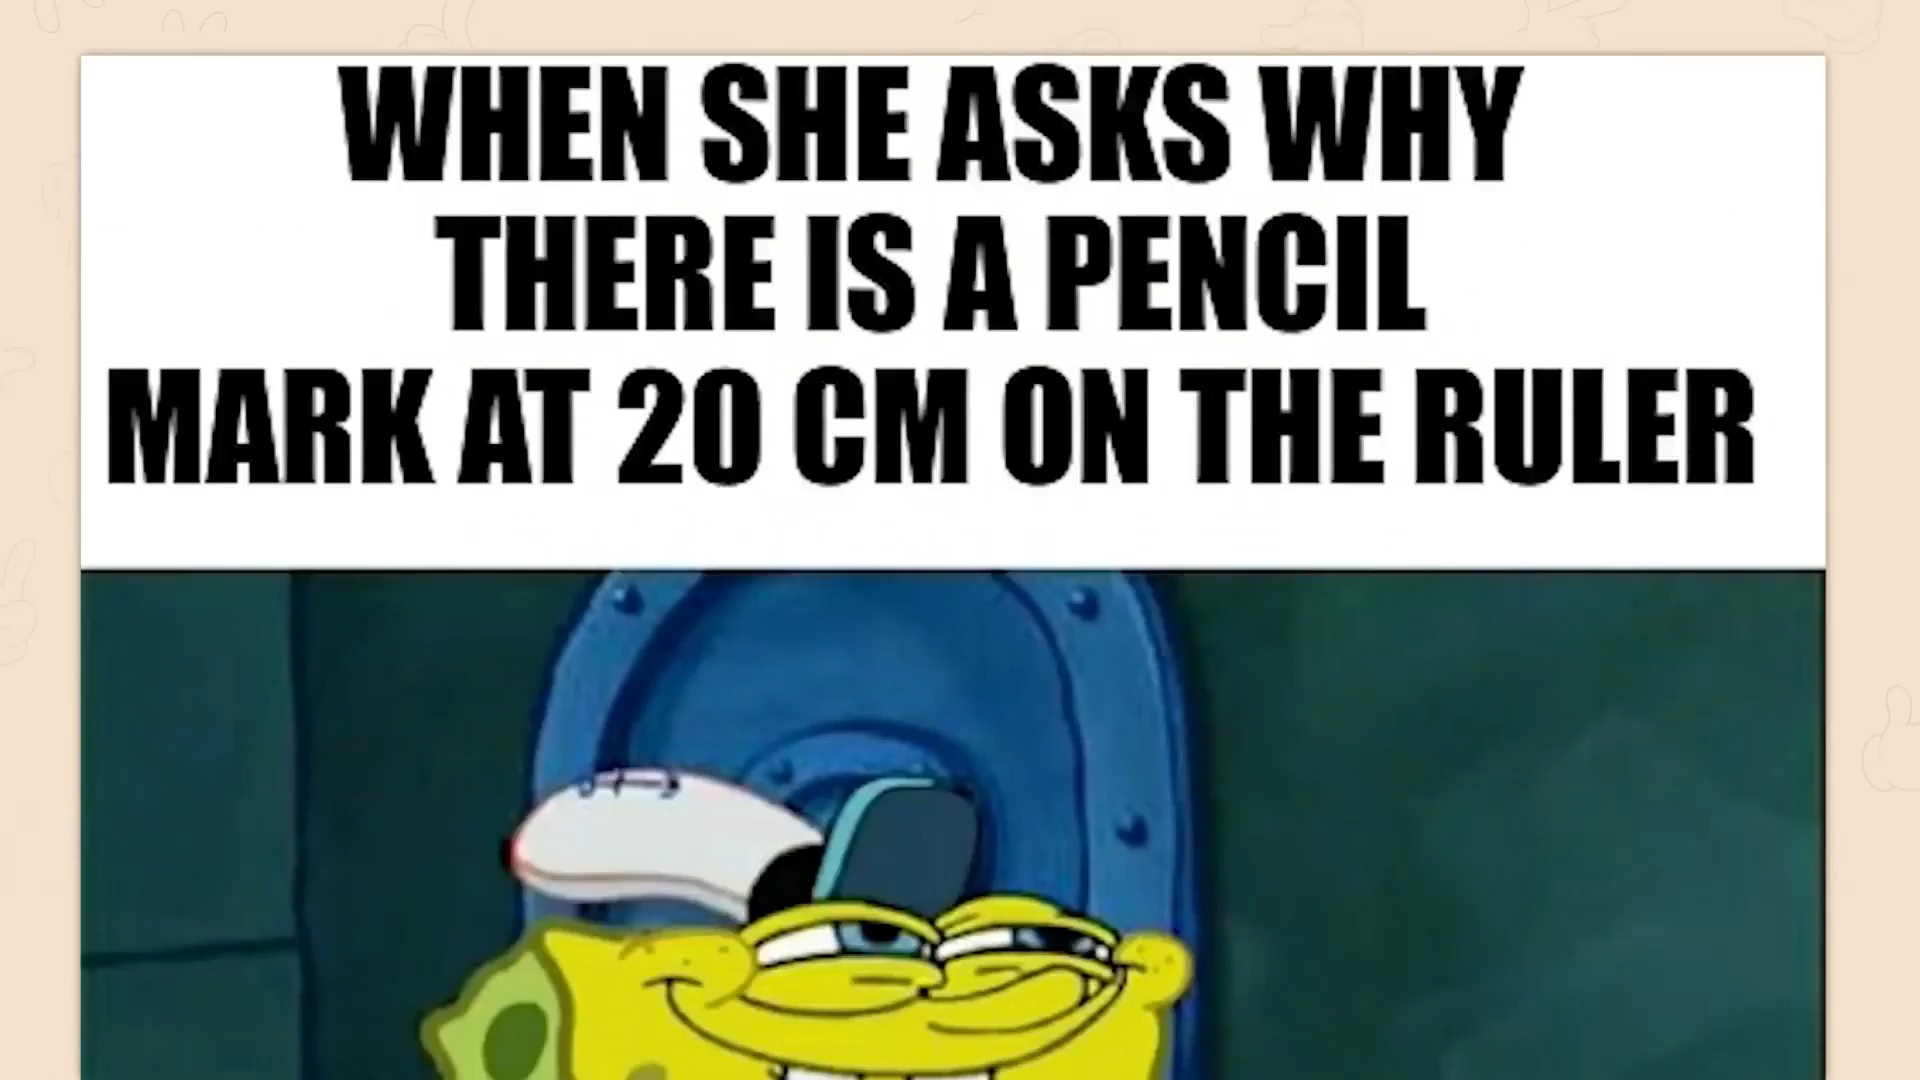 WHEN SHE ASKS WHY
THERE IS A PENCIL
MARK AT 20 CM ON THE RULER